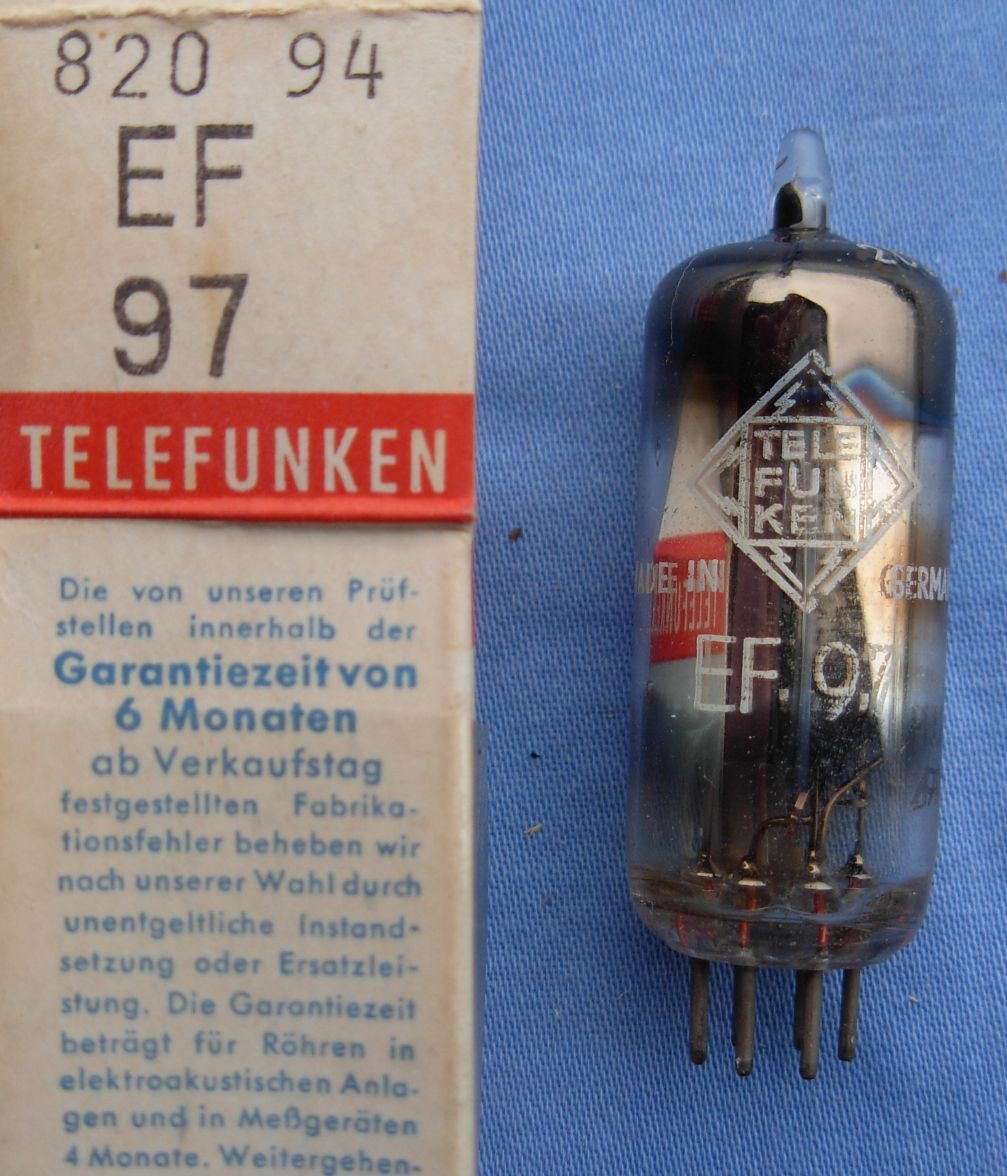 820 94
EF
97
TELEFUNKEN
Die von unseren Prüf-
stellen innerhalb der
Garantiezeit von
6 Monaten
ab Verkaufstag
festgestellten Fabrika-
tionsfehler beheben wir
nach unserer Wahl durch
unentgeltliche Instand-
setzung oder Ersatzlei-
stung. Die Garantiezeit
beträgt für Röhren in
elektroakustischen Anla-
gen und in Meßgeräten
4 Monate. Weitergehen-
TELE
FUN
KEN
IN GERMA
EF. 97